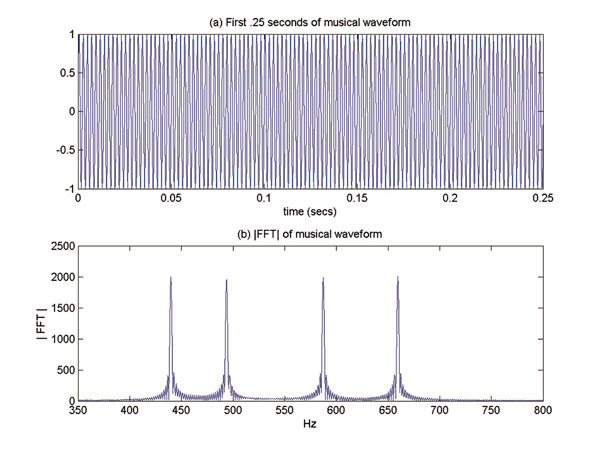 (a) First .25 seconds of musical waveform
1
0.5
0
-0.5
-1
0 0.05 0.1 0.15 0.2 0.25
time (secs)
(b) |FFT| of musical waveform
2500
2000
1500
1000
500
0
| FFT |
350 400 450 500 550 600 650 700 750 800
Hz